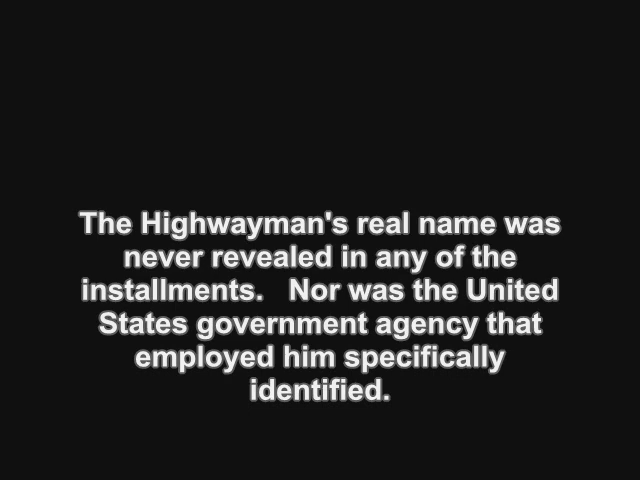 The Highwayman's real name was
never revealed in any of the
installments.   Nor was the United
States government agency that
employed him specifically
identified.